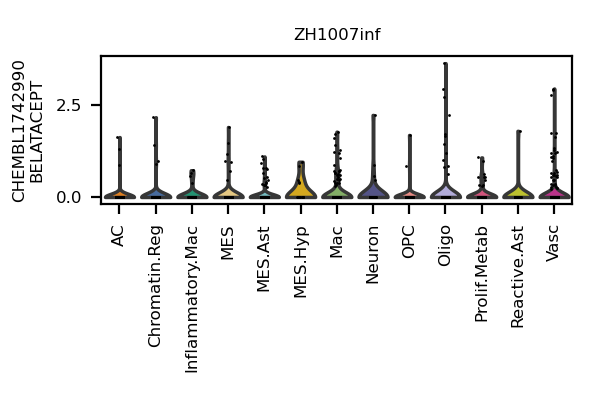 ZH1007inf
CHEMBL1742990
BELATACEPT
2.5
0.0
AC
Chromatin.Reg
Inflammatory.Mac
MES
MES.Ast
MES.Hyp
Mac
Neuron
OPC
Oligo
Prolif.Metab
Reactive.Ast
Vasc